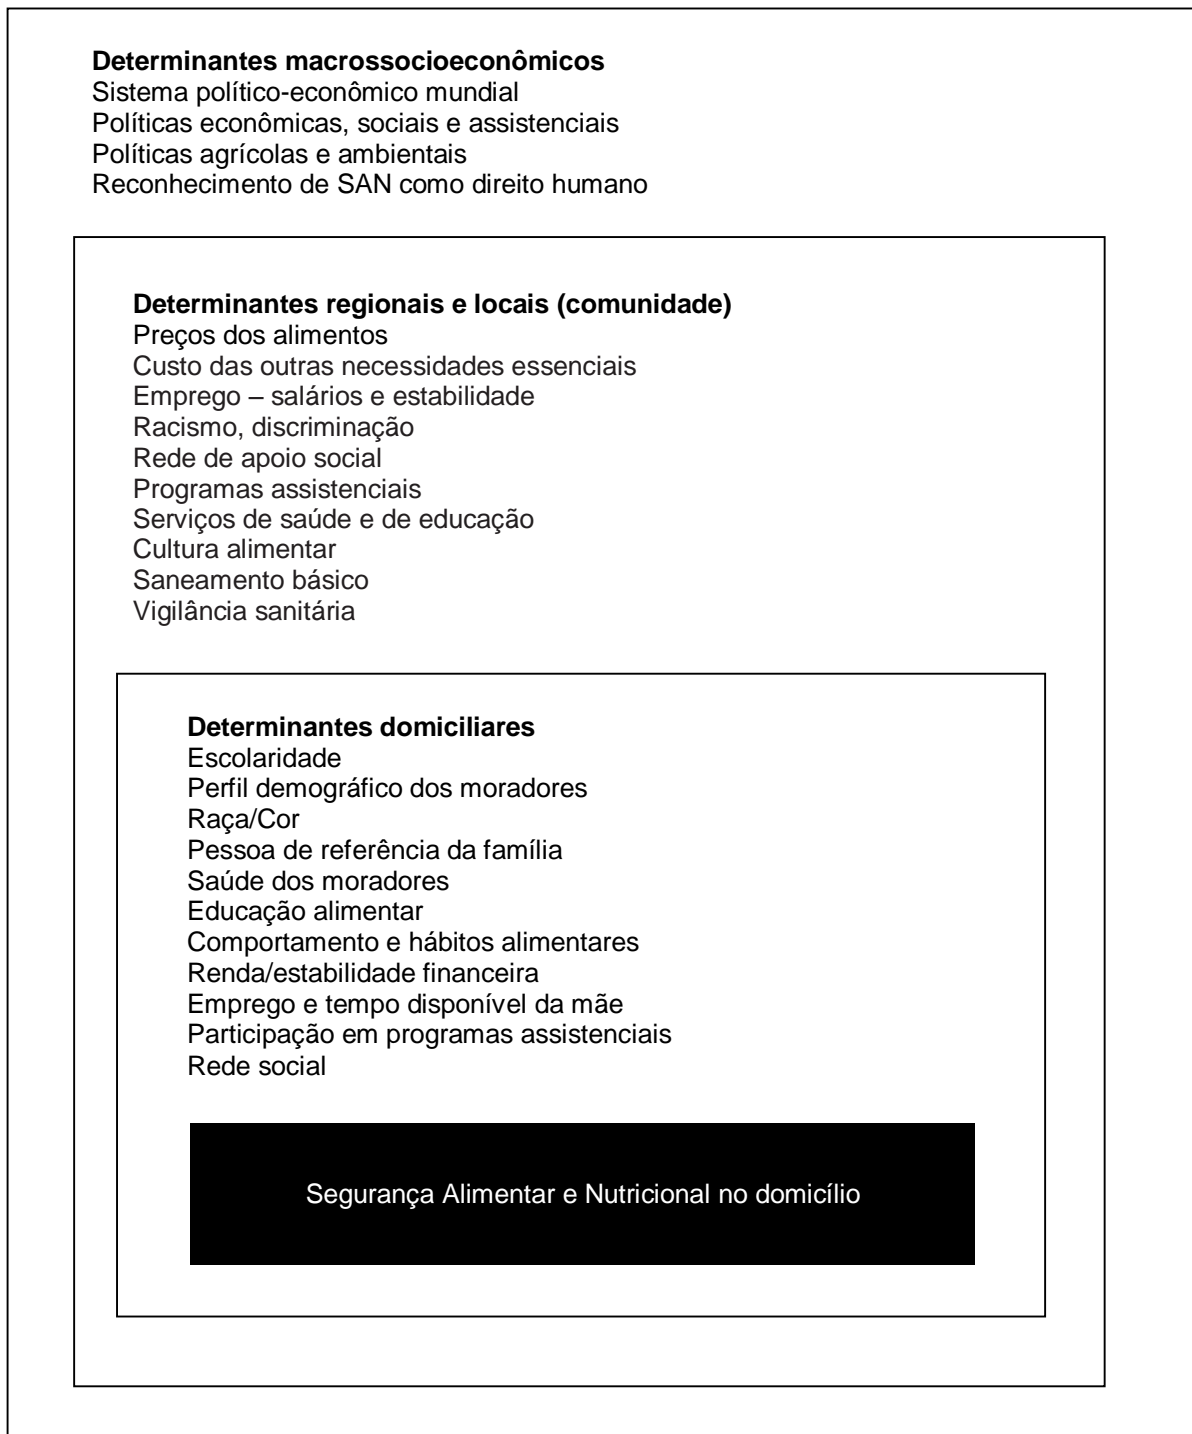 Determinantes macrossocioeconômicos
Sistema político-econômico mundial
Políticas econômicas, sociais e assistenciais
Políticas agrícolas e ambientais
Reconhecimento de SAN como direito humano
Determinantes regionais e locais (comunidade)
Preços dos alimentos
Custo das outras necessidades essenciais
Emprego – salários e estabilidade
Racismo, discriminação
Rede de apoio social
Programas assistenciais
Serviços de saúde e de educação
Cultura alimentar
Saneamento básico
Vigilância sanitária
Determinantes domiciliares
Escolaridade
Perfil demográfico dos moradores
Raça/Cor
Pessoa de referência da família
Saúde dos moradores
Educação alimentar
Comportamento e hábitos alimentares
Renda/estabilidade financeira
Emprego e tempo disponível da mãe
Participação em programas assistenciais
Rede social
Segurança Alimentar e Nutricional no domicílio